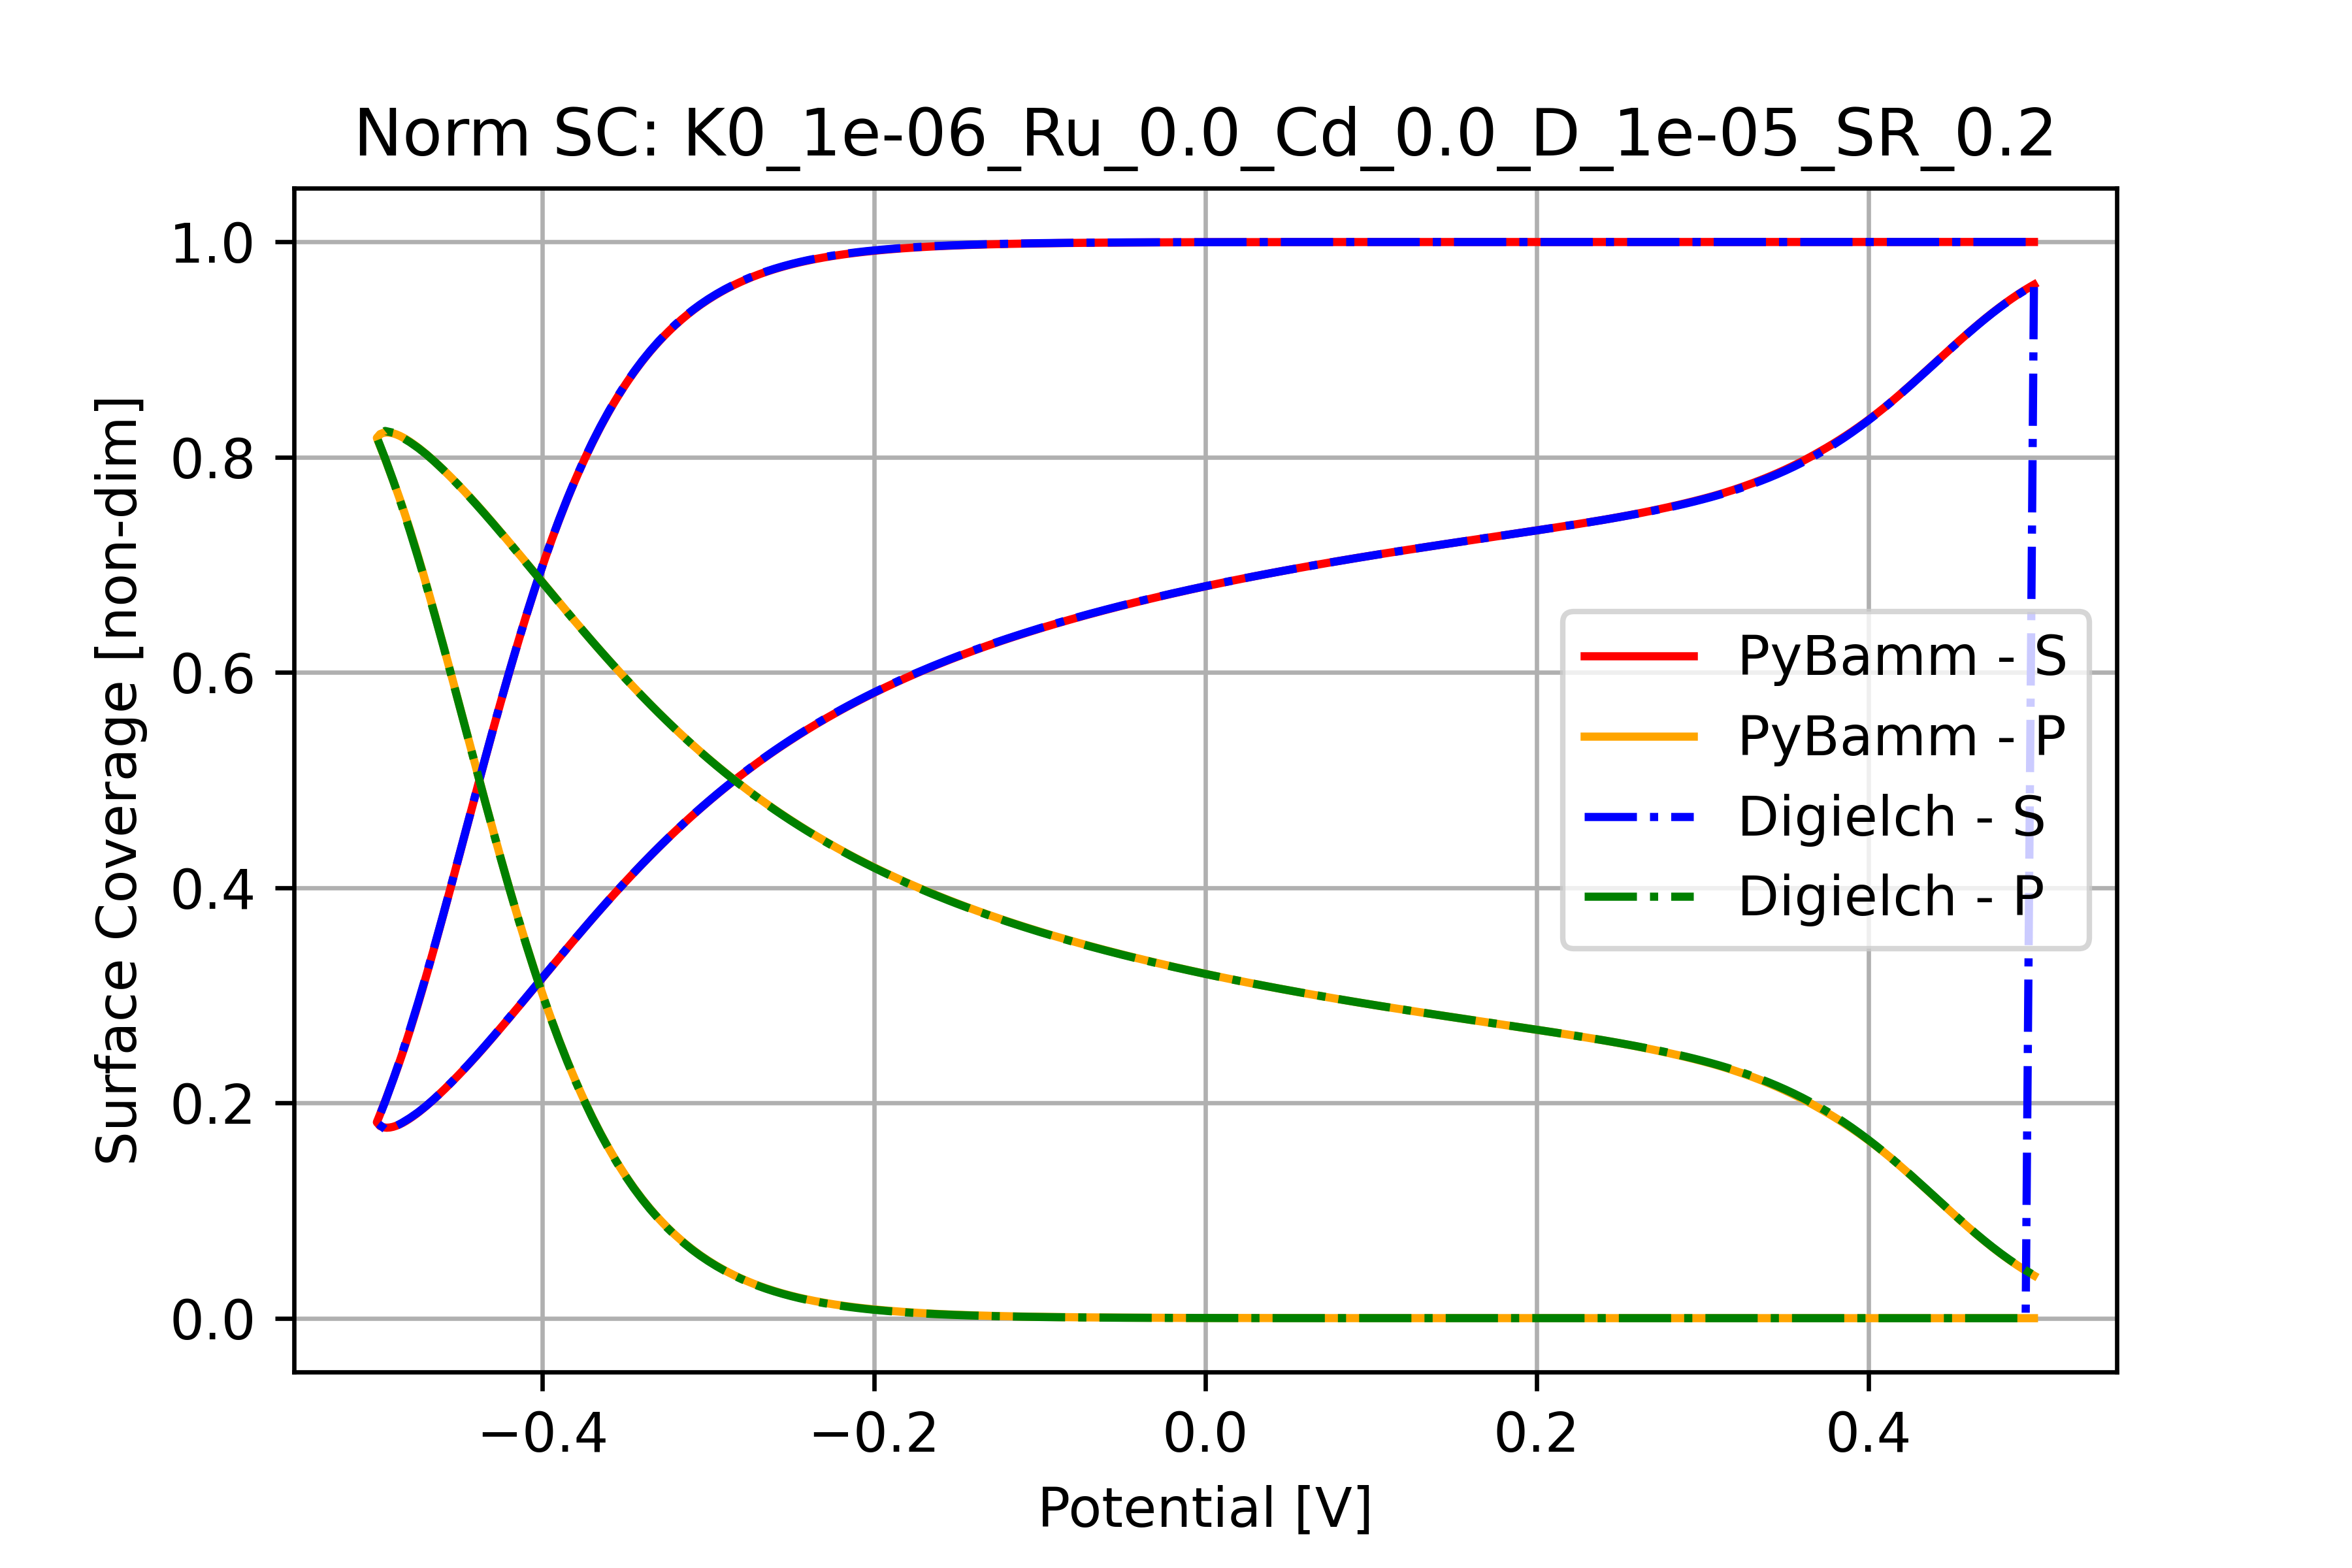 Norm SC: K0_1e-06_Ru_0.0_Cd_0.0_D_1e-05_SR_0.2
Surface Coverage [non-dim]
1.0
0.8
0.6
0.4
0.2
0.0
PyBamm - S
PyBamm - P
Digielch - S
Digielch - P
−0.4 −0.2 0.0 0.2 0.4
Potential [V]